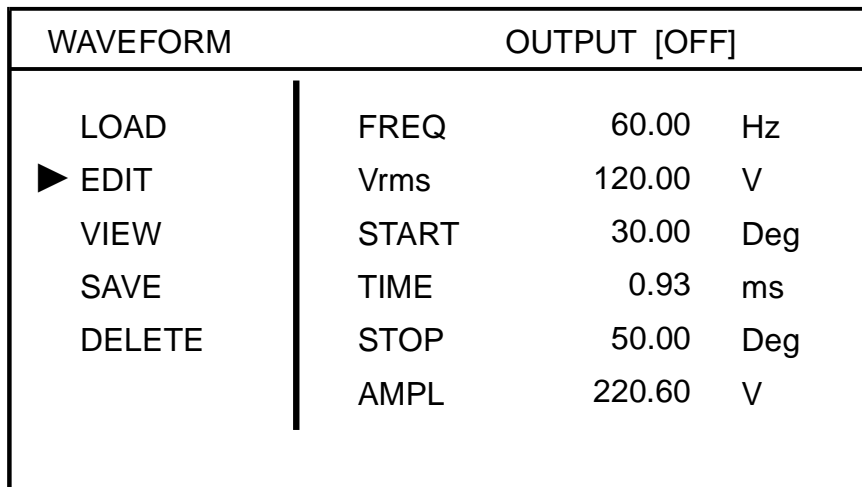 WAVEFORM OUTPUT [OFF]
LOAD FREQ 60.00 Hz
EDIT Vrms 120.00 V
VIEW START 30.00 Deg
SAVE TIME 0.93 ms
DELETE STOP 50.00 Deg
AMPL 220.60 V